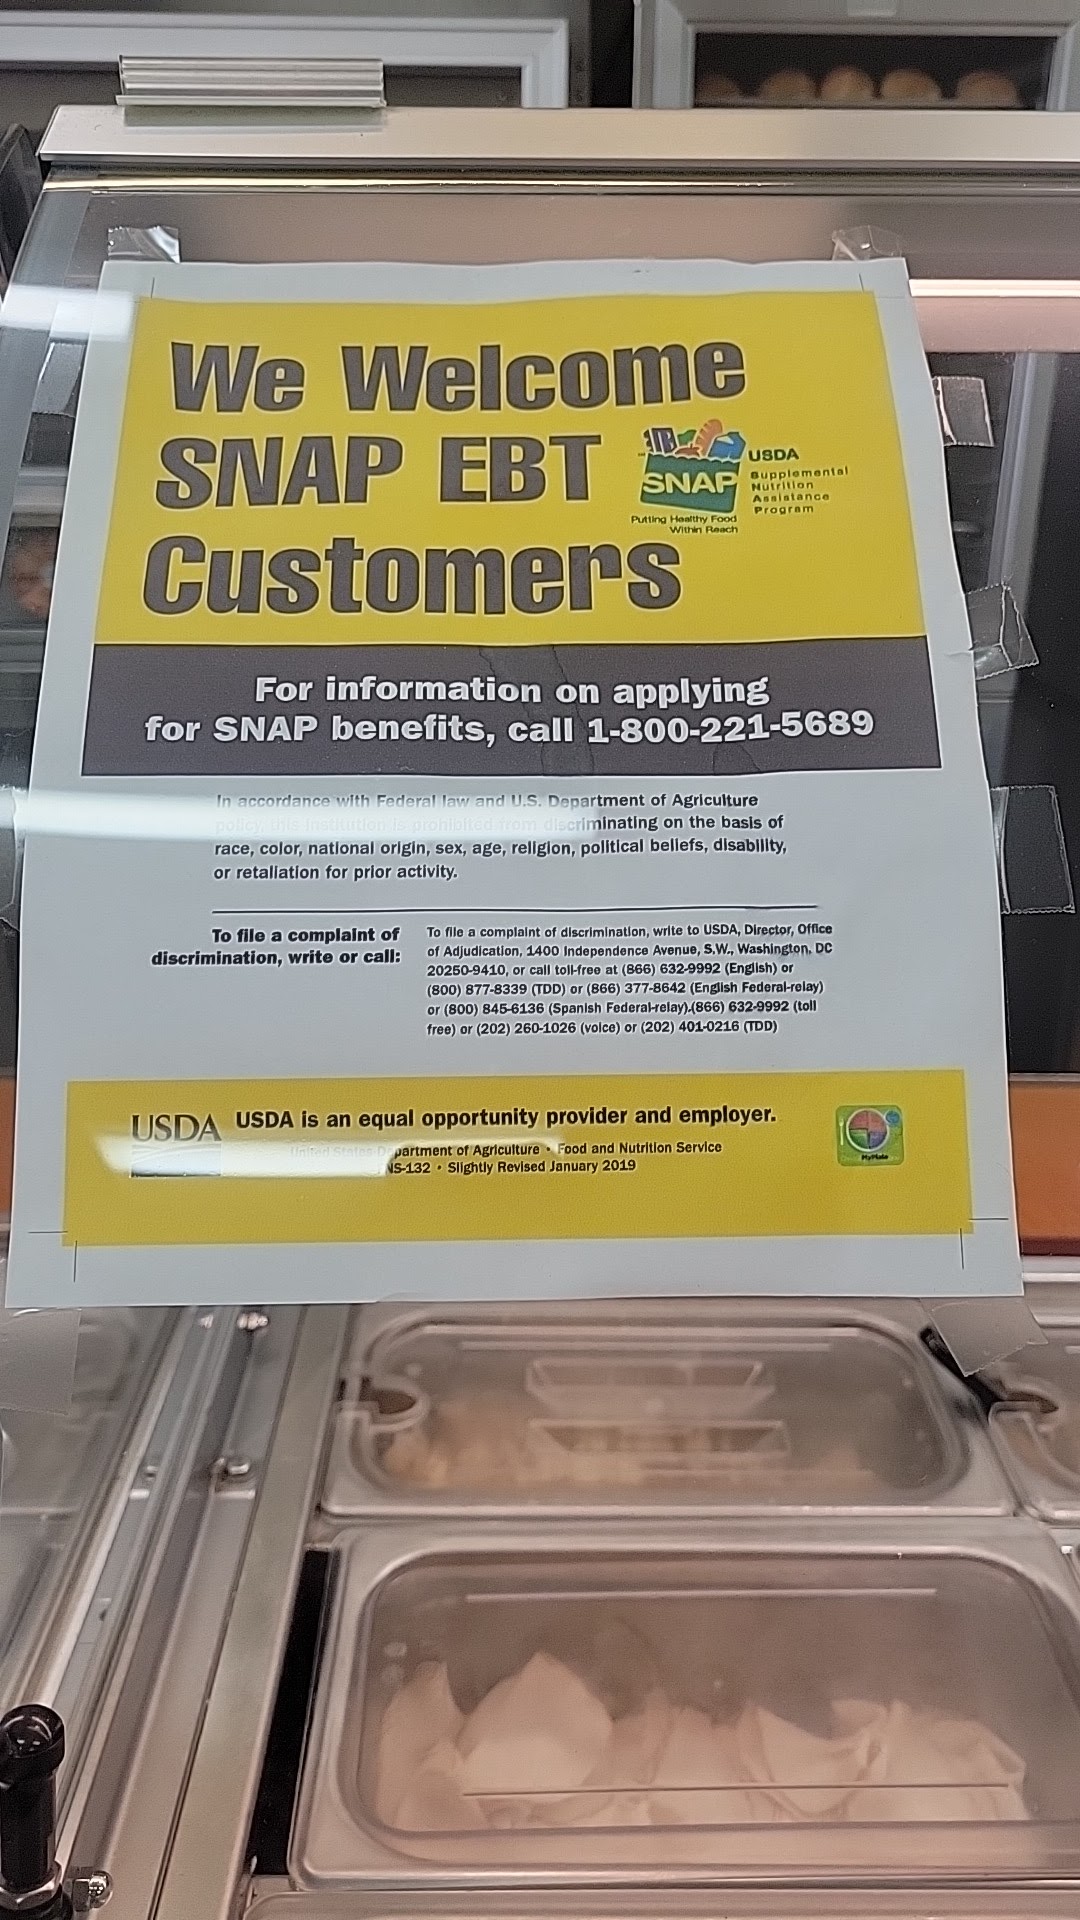 We Welcome
SNAP EBT
Customers
SNAP
Putting Healthy Food
Within Reach
USDA
Supplemental
Nutrition
Assistance
Program
For information on applying
for SNAP benefits, call 1-800-221-5689
In accordance with Federal law and U.S. Department of Agriculture
policy, this institution is prohibited from discriminating on the basis of
race, color, national origin, sex, age, religion, political beliefs, disability,
or retaliation for prior activity.
To file a complaint of
discrimination, write or call:
To file a complaint of discrimination, write to USDA, Director, Office
of Adjudication, 1400 Independence Avenue, S.W., Washington, DC
20250-9410, or call toll-free at (866) 632-9992 (English) or
(800) 877-8339 (TDD) or (866) 377-8642 (English Federal-relay)
or (800) 845-6136 (Spanish Federal-relay).(866) 632-9992 (toll
free) or (202) 260-1026 (voice) or (202) 401-0216 (TDD)
USDA
USDA is an equal opportunity provider and employer.
United States Department of Agriculture • Food and Nutrition Service
NS-132 • Slightly Revised January 2019
MyPlate